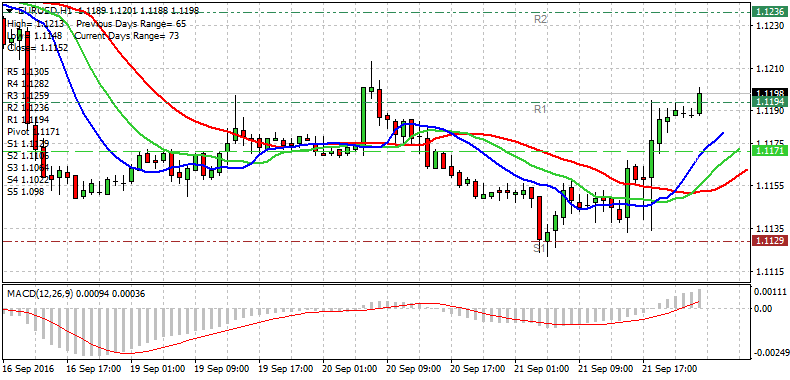 EURUSD,H1 1.1189 1.1201 1.1188 1.1198
High= 1.1213 Previous Days Range= 65
Low= 1.1148 Current Days Range= 73
Close= 1.1152
R5 1.1305
R4 1.1282
R3 1.1259
R2 1.1236
R1 1.1194
Pivot 1.1171
S1 1.1129
S2 1.1106
S3
S4
S5 1.098
R2
R1
S1
1.1236
1.1230
1.1210
1.1198
1.1194
1.1190
1.1175
1.1171
1.1155
1.1135
1.1129
1.1115
MACD(12,26,9) 0.00094 0.00036
0.00111
0.00
-0.00249
16 Sep 2016 16 Sep 17:00 19 Sep 01:00 19 Sep 09:00 19 Sep 17:00 20 Sep 01:00 20 Sep 09:00 20 Sep 17:00 21 Sep 01:00 21 Sep 09:00 21 Sep 17:00